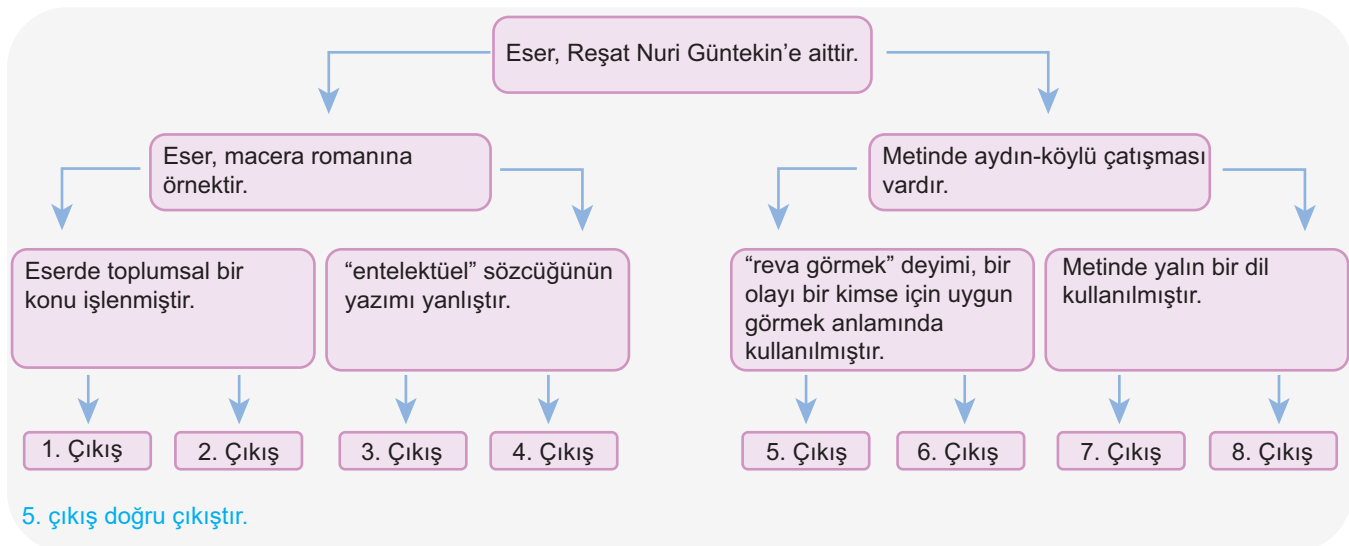 Eser, Reşat Nuri Güntekin’e aittir.
Eser, macera romanına
örnektir.
Metinde aydın-köylü çatışması
vardır.
Eserde toplumsal bir
konu işlenmiştir.
“entelektüel” sözcüğünün
yazımı yanlıştır.
“reva görmek” deyimi, bir
olayı bir kimse için uygun
görmek anlamında
kullanılmıştır.
Metinde yalın bir dil
kullanılmıştır.
1. Çıkış
2. Çıkış
3. Çıkış
4. Çıkış
5. Çıkış
6. Çıkış
7. Çıkış
8. Çıkış
5. çıkış doğru çıkıştır.